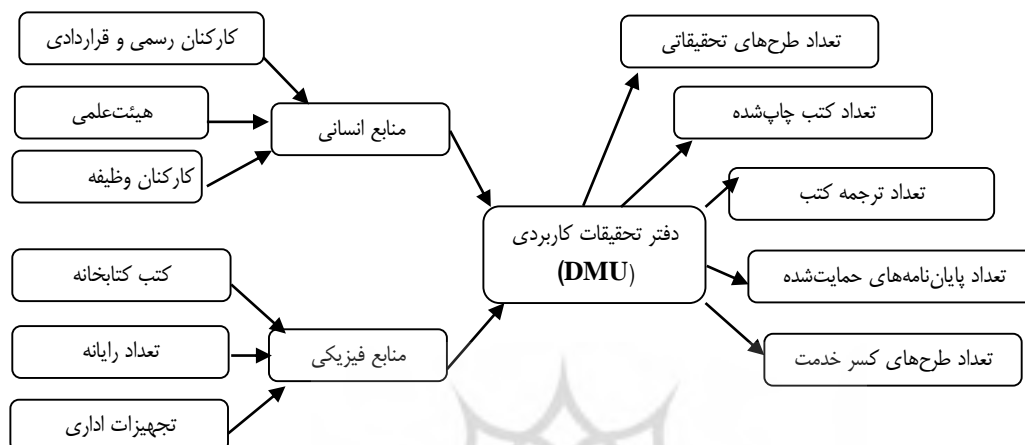 کارکنان رسمی و قراردادی
هیئت‌علمی
کارکنان وظیفه
منابع انسانی
کتب کتابخانه
تعداد رایانه
تجهیزات اداری
منابع فیزیکی
دفتر تحقیقات کاربردی
(DMU)
تعداد طرح‌های تحقیقاتی
تعداد کتب چاپ‌شده
تعداد ترجمه کتب
تعداد پایان‌نامه‌های حمایت‌شده
تعداد طرح‌های کسر خدمت